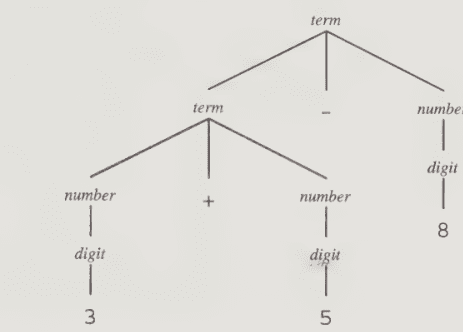 term
term - number
number + number digit
digit digit 8
3 5